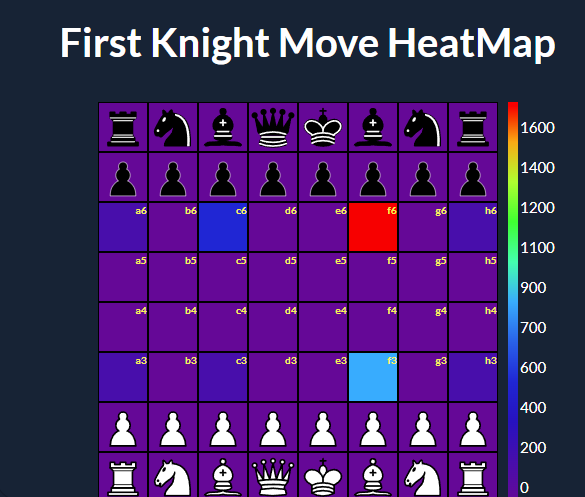 First Knight Move HeatMap
1600
1400
a6 b6 c6 d6 e6 f6 g6 h6
1200
a5 b5 c5 d5 e5 f5 g5 h5
1100
900
a4 b4 c4 d4 e4 f4 g4 h4
700
a3 b3 c3 d3 e3 f3 g3 h3
600
400
200
0